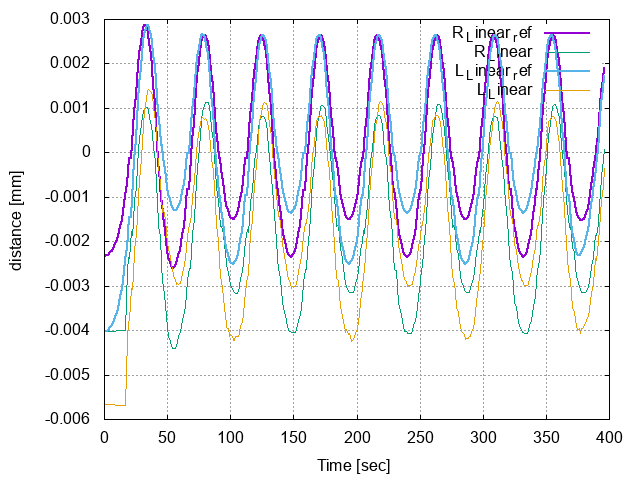 0.003
0.002
0.001
0
-0.001
-0.002
-0.003
-0.004
-0.005
-0.006
distance [mm]
R_Linear_ref
R_Linear
L_Linear_ref
L_Linear
0 50 100 150 200 250 300 350 400
Time [sec]